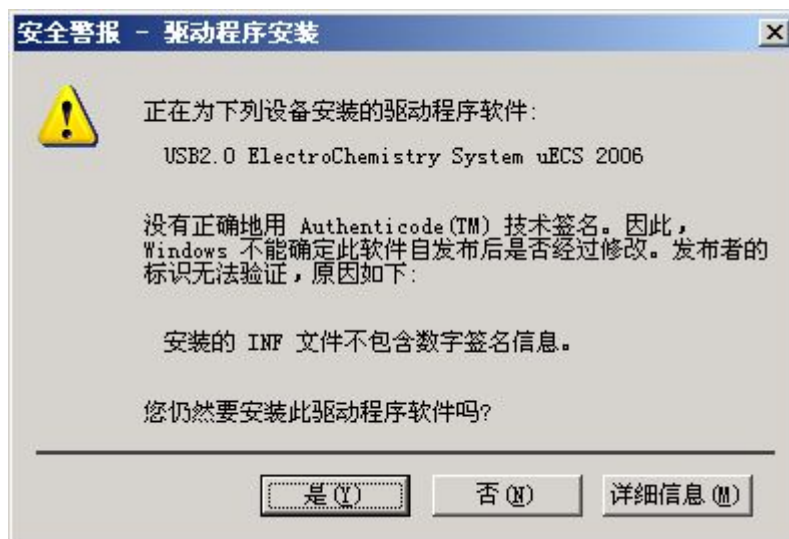 安全警报 - 驱动程序安装
正在为下列设备安装的驱动程序软件:
USB2.0 ElectroChemistry System uECS 2006
没有正确地用 Authenticode(TM) 技术签名。因此，
Windows 不能确定此软件自发布后是否经过修改。发布者的
标识无法验证，原因如下:
安装的 INF 文件不包含数字签名信息。
您仍然要安装此驱动程序软件吗?
是(Y) 否(N) 详细信息(M)